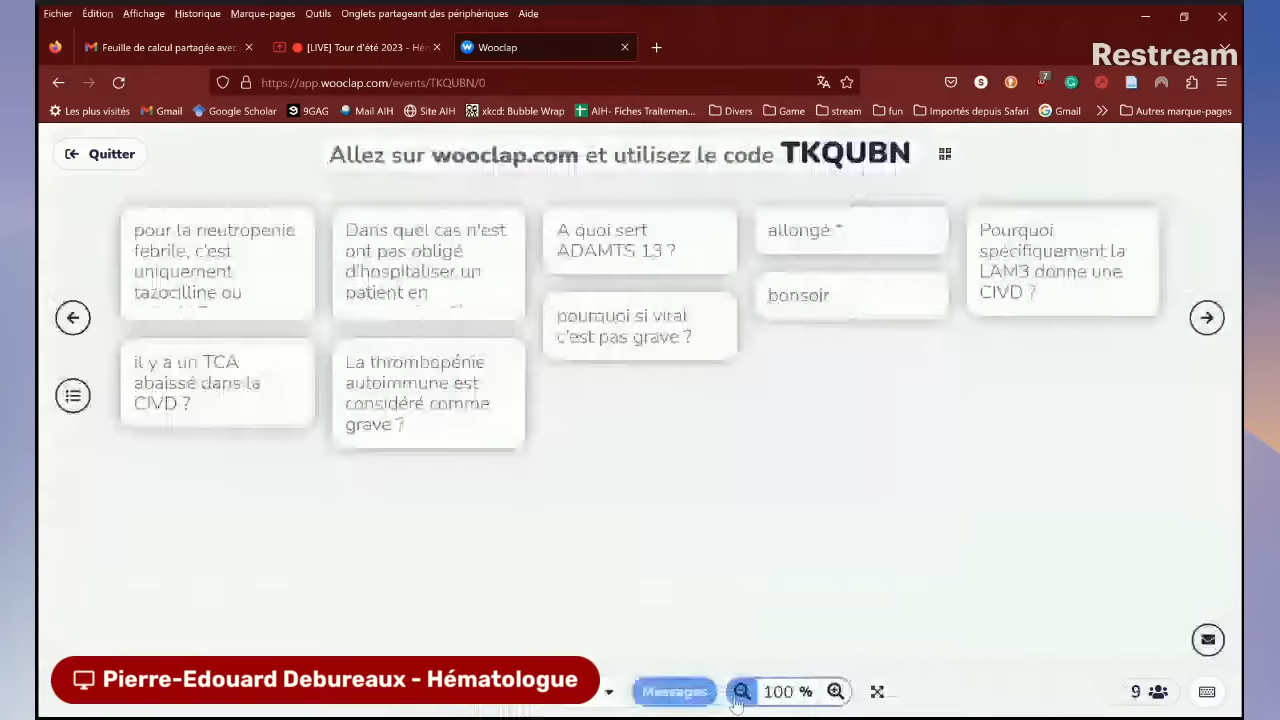 Fichier Édition Affichage Historique Marque-pages Outils Onglets partageant des périphériques Aide
Feuille de calcul partagée avec
[LIVE] Tour d'été 2023 - Hé
Wooclap
Restream
https://app.wooclap.com/events/TKQUBN/0
Les plus visités Gmail Google Scholar 9GAG Mail AIH Site AIH xkcd: Bubble Wrap AIH- Fiches Traitemen... Divers Game stream fun Importés depuis Safari Gmail Autres marque-pages
Quitter
Allez sur wooclap.com et utilisez le code TKQUBN
pour la neutropenie
febrile, c'est
uniquement
tazocilline ou
Dans quel cas n'est
ont pas obligé
d'hospitaliser un
patient en
A quoi sert
ADAMTS 13 ?
allongé *
Pourquoi
spécifiquement la
LAM3 donne une
CIVD ?
bonsoir
pourquoi si viral
c'est pas grave ?
il y a un TCA
abaissé dans la
CIVD ?
La thrombopénie
autoimmune est
considéré comme
grave ?
Pierre-Edouard Debureaux - Hématologue
Messages
100 %
9